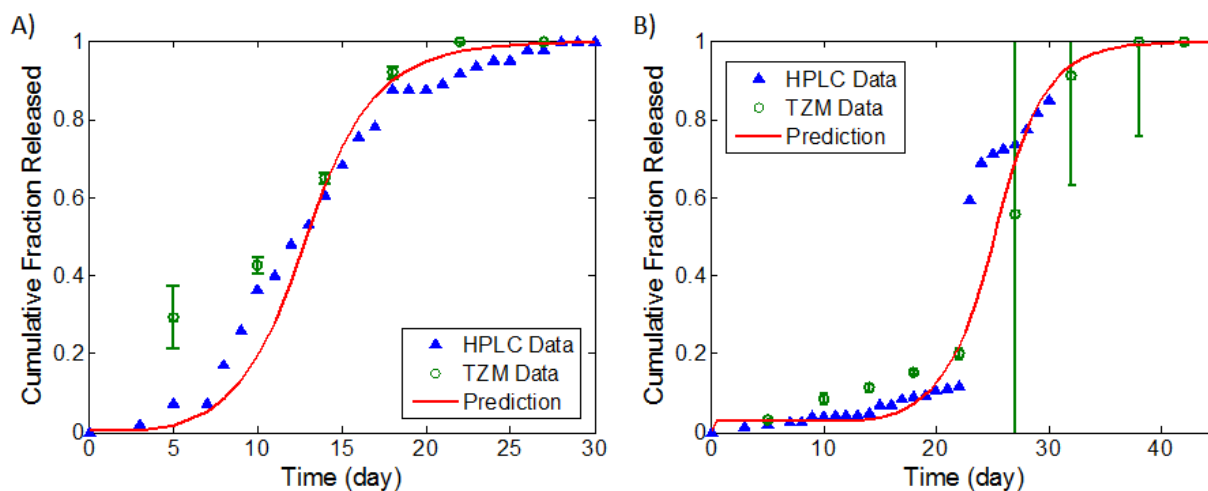 A)
Cumulative Fraction Released
1
0.8
0.6
0.4
0.2
0
0 5 10 15 20 25 30
Time (day)
HPLC Data
TZM Data
Prediction
B)
Cumulative Fraction Released
1
0.8
0.6
0.4
0.2
0
0 10 20 30 40
Time (day)
HPLC Data
TZM Data
Prediction